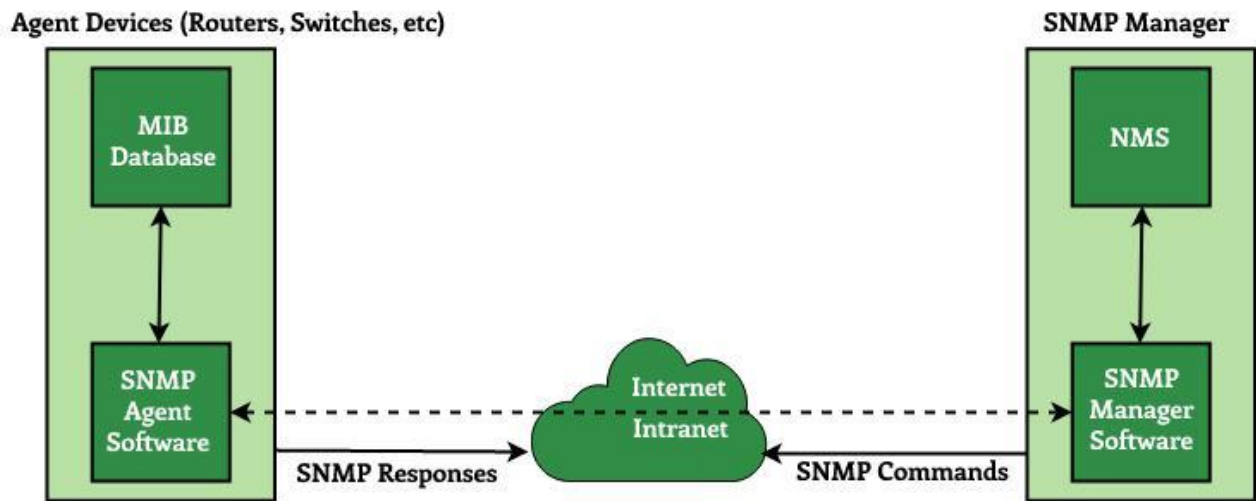 Agent Devices (Routers, Switches, etc)
SNMP Manager
MIB
Database
NMS
SNMP
Agent
Software
Internet
Intranet
SNMP
Manager
Software
SNMP Responses
SNMP Commands